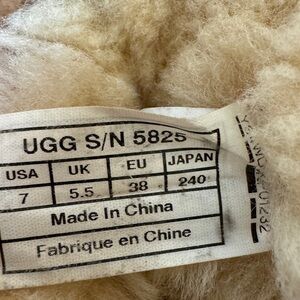 UGG S/N 5825
USA UK EU JAPAN
7 5.5 38 240
Made In China
Fabrique en Chine